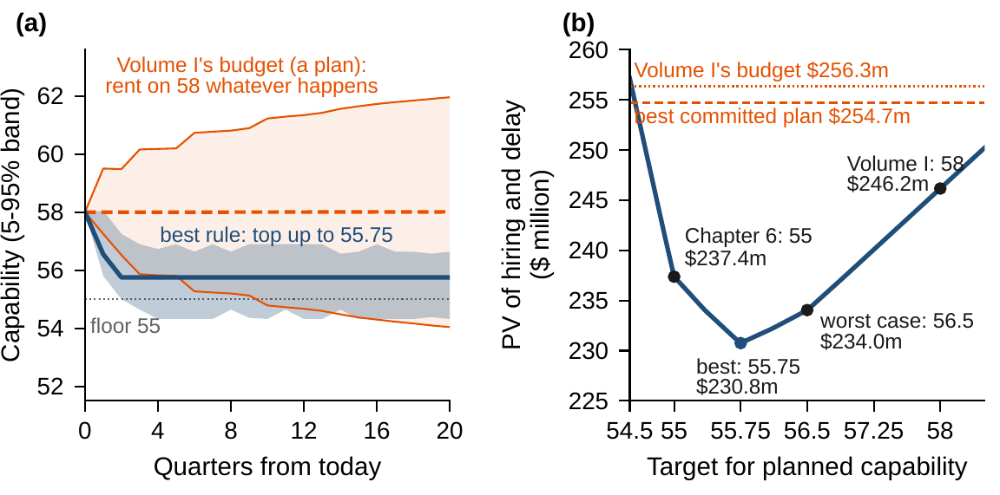 (a)
Volume I's budget (a plan):
rent on 58 whatever happens
best rule: top up to 55.75
floor 55
Capability (5-95% band)
62
60
58
56
54
52
0 4 8 12 16 20
Quarters from today
(b)
Volume I's budget $256.3m
best committed plan $254.7m
Volume I: 58
$246.2m
Chapter 6: 55
$237.4m
worst case: 56.5
$234.0m
best: 55.75
$230.8m
PV of hiring and delay
($ million)
260
255
250
245
240
235
230
225
54.5 55 55.75 56.5 57.25 58
Target for planned capability